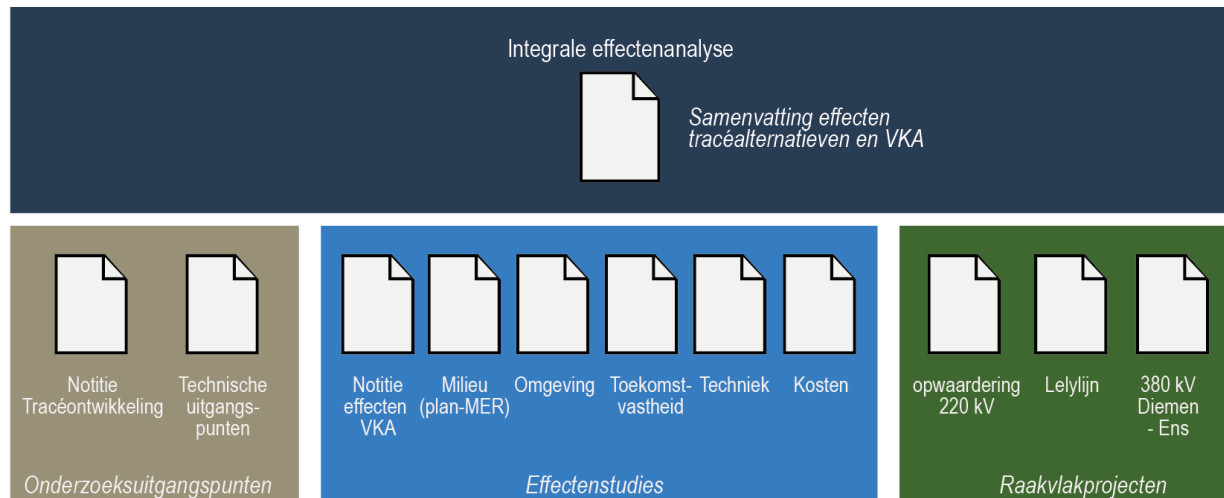 Integrale effectenanalyse
Samenvatting effecten
tracéalternatieven en VKA
Notitie
Tracéontwikkeling
Technische
uitgangs-
punten
Onderzoeksuitgangspunten
Notitie
effecten
VKA
Milieu
(plan-MER)
Omgeving
Toekomst-
vastheid
Techniek
Kosten
Effectenstudies
opwaardering
220 kV
Lelylijn
380 kV
Diemen
- Ens
Raakvlakprojecten